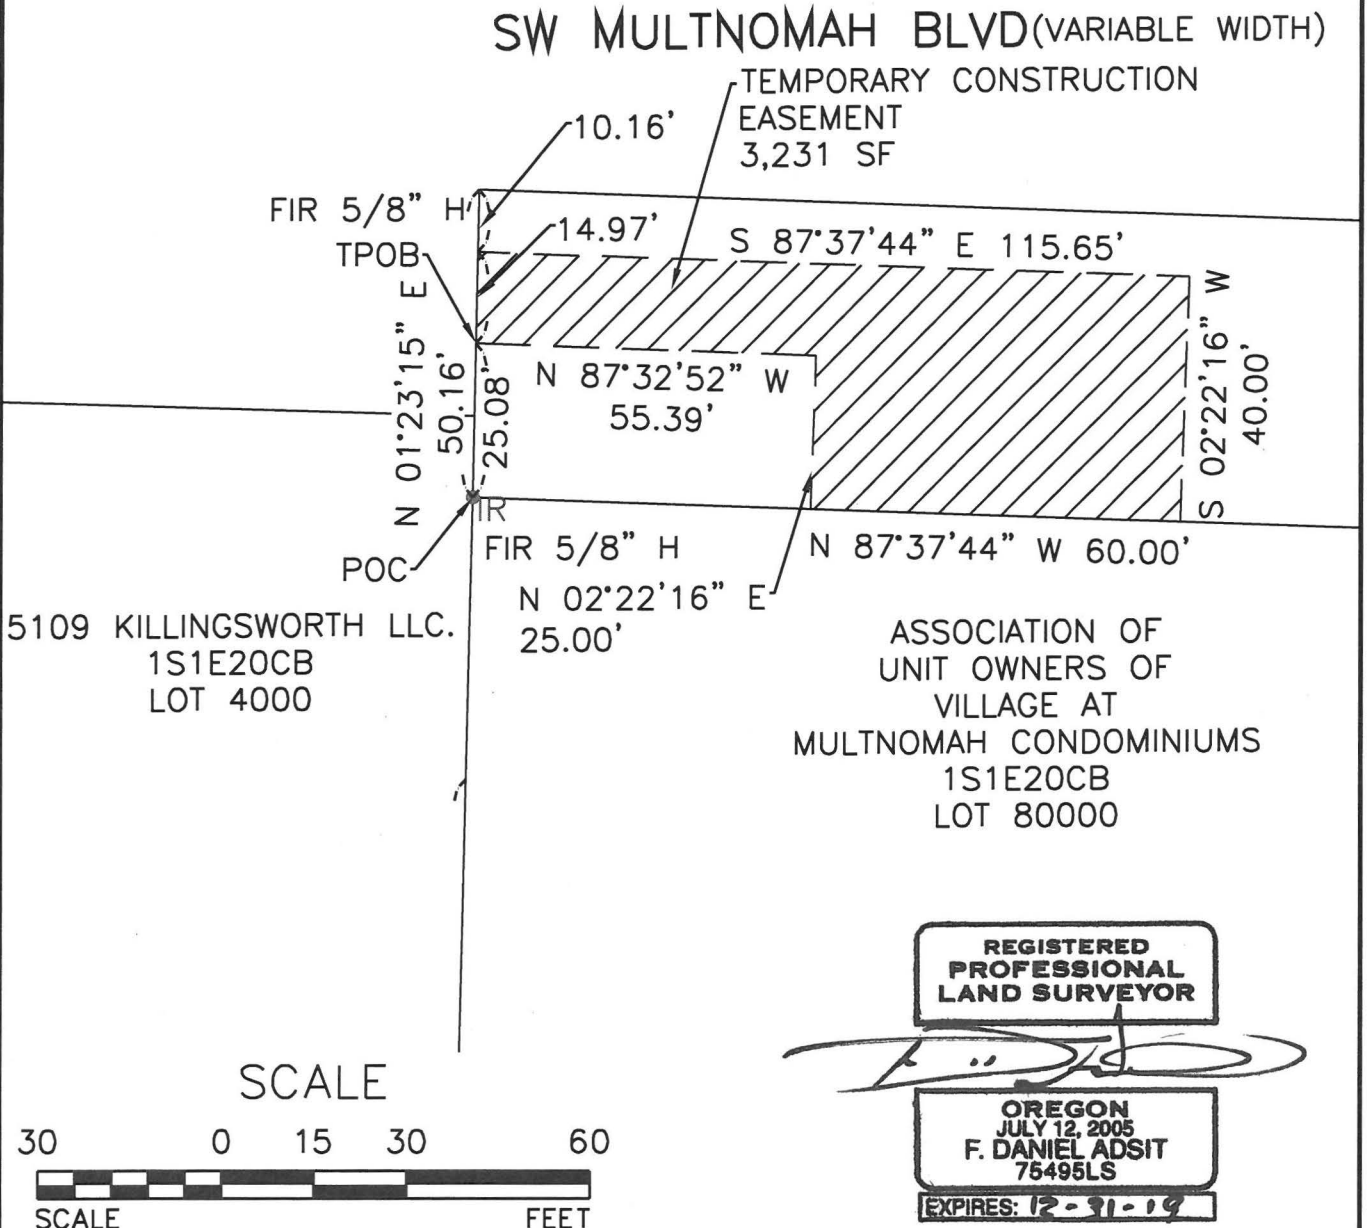 SW MULTNOMAH BLVD (VARIABLE WIDTH)
TEMPORARY CONSTRUCTION
EASEMENT
3,231 SF
10.16'
FIR 5/8" H
14.97'
S 87°37'44" E 115.65'
TPOB
N 01°23'15" E
50.16'
25.08'
N 87°32'52" W
55.39'
S 02°22'16" W
40.00'
IR
FIR 5/8" H
N 87°37'44" W 60.00'
POC
N 02°22'16" E
25.00'
5109 KILLINGSWORTH LLC.
1S1E20CB
LOT 4000
ASSOCIATION OF
UNIT OWNERS OF
VILLAGE AT
MULTNOMAH CONDOMINIUMS
1S1E20CB
LOT 80000
REGISTERED
PROFESSIONAL
LAND SURVEYOR
OREGON
JULY 12, 2005
F. DANIEL ADSIT
75495LS
EXPIRES: 12-31-19
SCALE
30 0 15 30 60
SCALE FEET